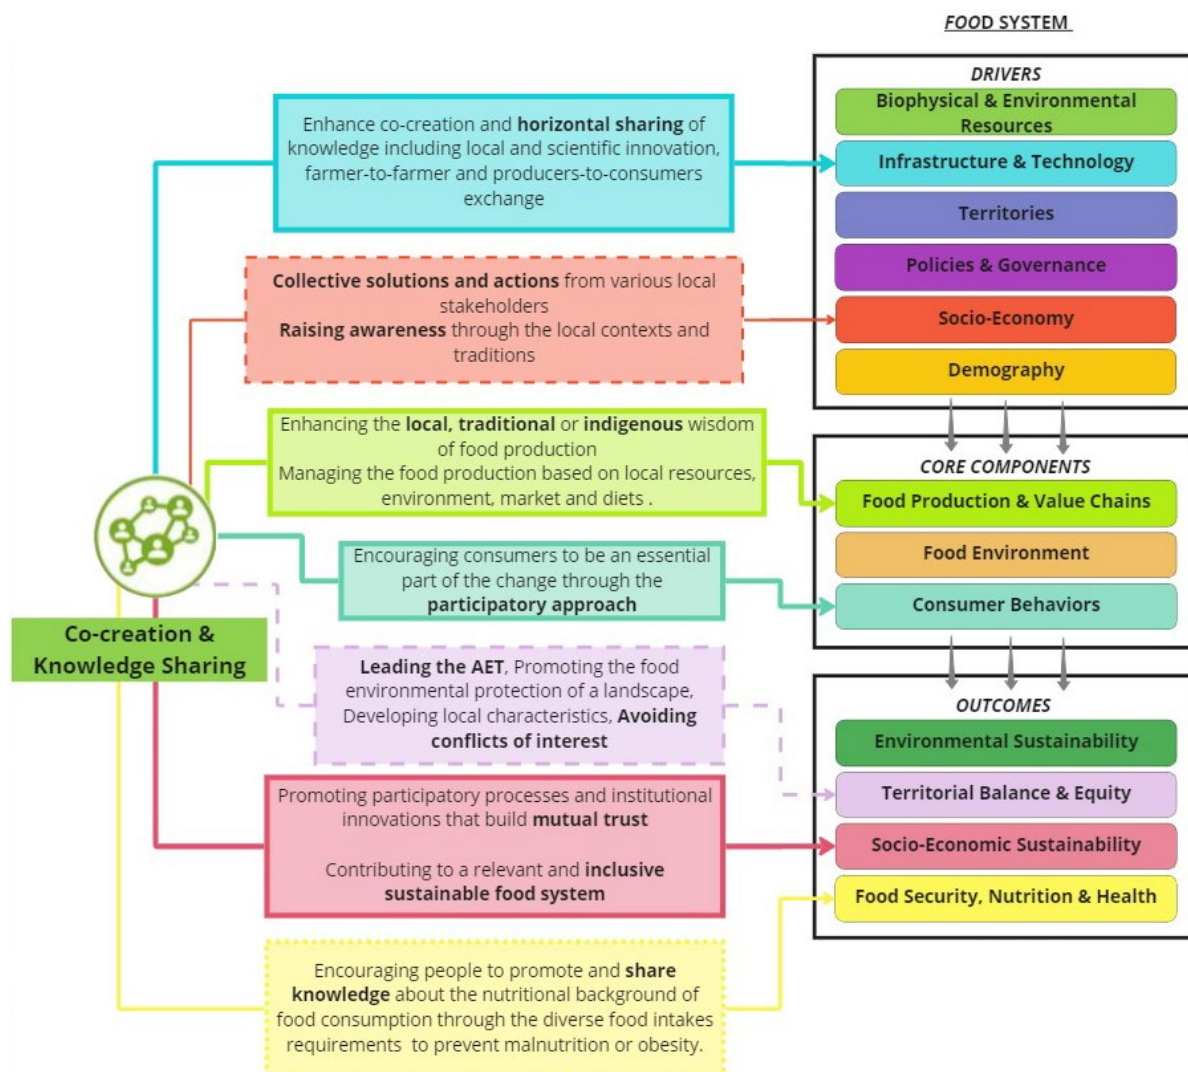 FOOD SYSTEM
DRIVERS
Biophysical & Environmental
Resources
Infrastructure & Technology
Territories
Policies & Governance
Socio-Economy
Demography
CORE COMPONENTS
Food Production & Value Chains
Food Environment
Consumer Behaviors
OUTCOMES
Environmental Sustainability
Territorial Balance & Equity
Socio-Economic Sustainability
Food Security, Nutrition & Health
Enhance co-creation and horizontal sharing of
knowledge including local and scientific innovation,
farmer-to-farmer and producers-to-consumers
exchange
Collective solutions and actions from various local
stakeholders
Raising awareness through the local contexts and
traditions
Enhancing the local, traditional or indigenous wisdom
of food production
Managing the food production based on local resources,
environment, market and diets .
Encouraging consumers to be an essential
part of the change through the
participatory approach
Co-creation &
Knowledge Sharing
Leading the AET, Promoting the food
environmental protection of a landscape,
Developing local characteristics, Avoiding
conflicts of interest
Promoting participatory processes and institutional
innovations that build mutual trust
Contributing to a relevant and inclusive
sustainable food system
Encouraging people to promote and share
knowledge about the nutritional background of
food consumption through the diverse food intakes
requirements to prevent malnutrition or obesity.